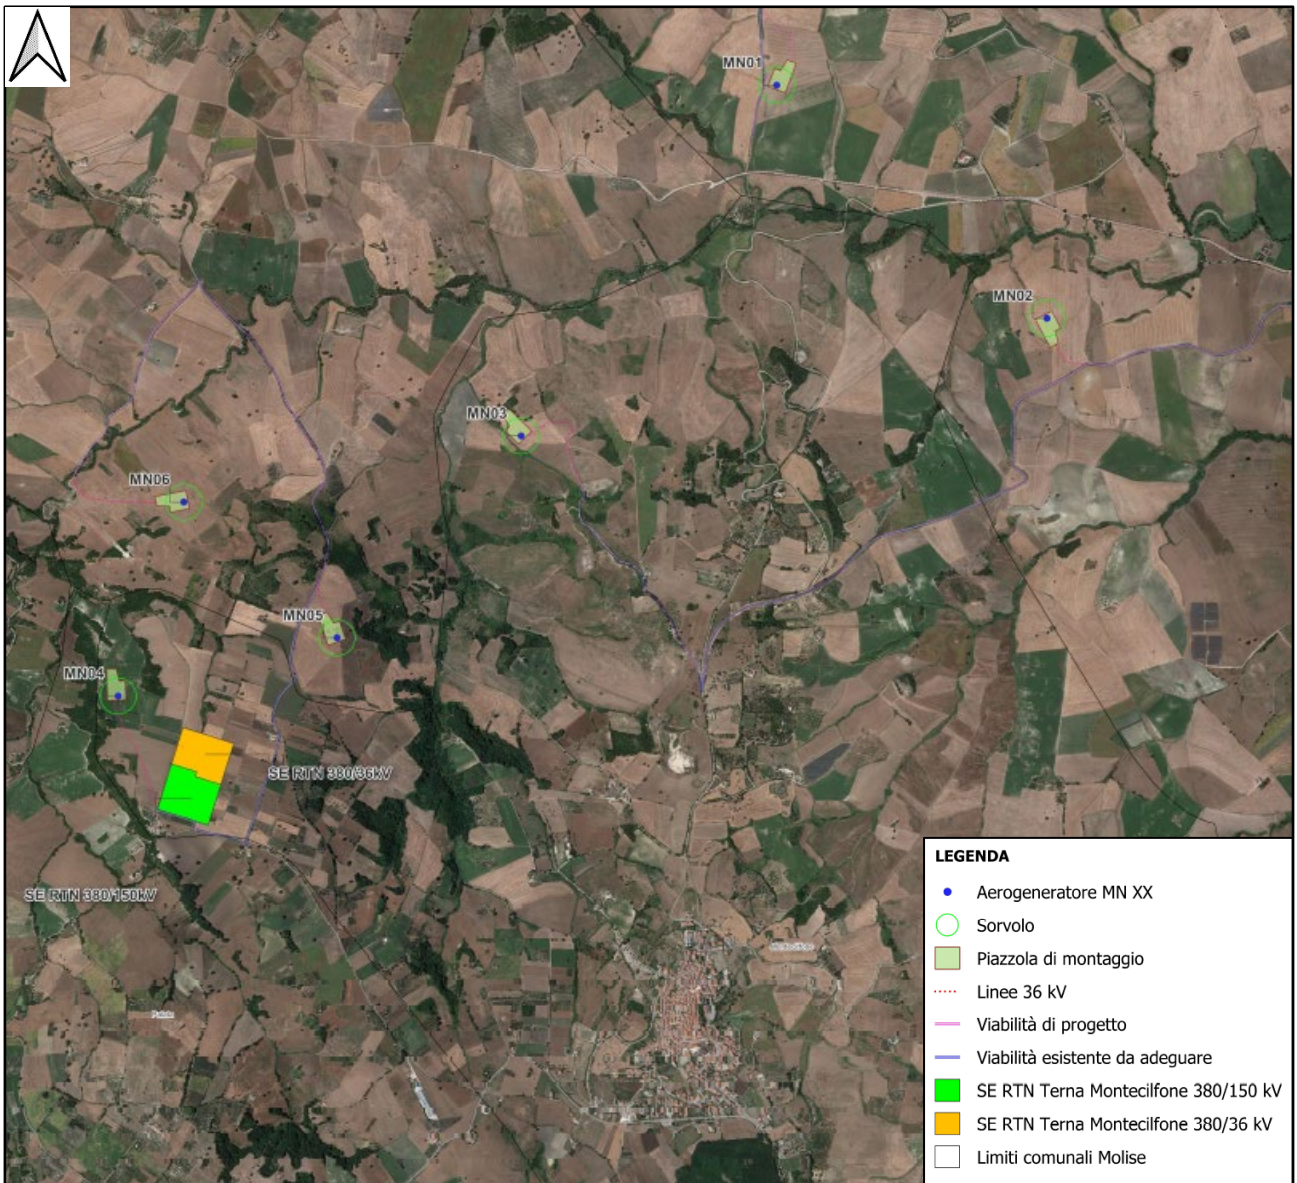 MN01
MN02
MN03
MN06
MN05
MN04
SE RTN 380/36kV
SE RTN 380/150kV
LEGENDA
Aerogeneratore MN XX
Sorvolo
Piazzola di montaggio
Linee 36 kV
Viabilità di progetto
Viabilità esistente da adeguare
SE RTN Terna Montecilfone 380/150 kV
SE RTN Terna Montecilfone 380/36 kV
Limiti comunali Molise